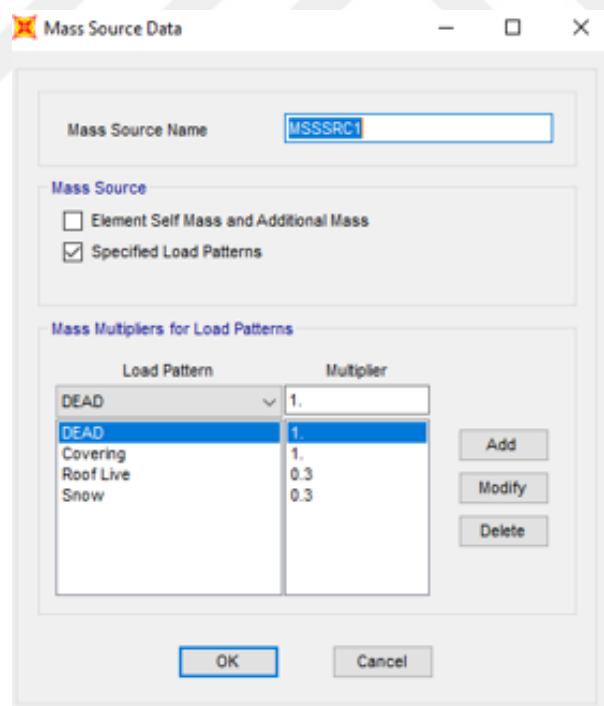 Mass Source Data
Mass Source Name MSSSRC1
Mass Source
Element Self Mass and Additional Mass
Specified Load Patterns
Mass Multipliers for Load Patterns
Load Pattern Multiplier
DEAD 1.
DEAD 1.
Covering 1.
Roof Live 0.3
Snow 0.3
Add
Modify
Delete
OK Cancel